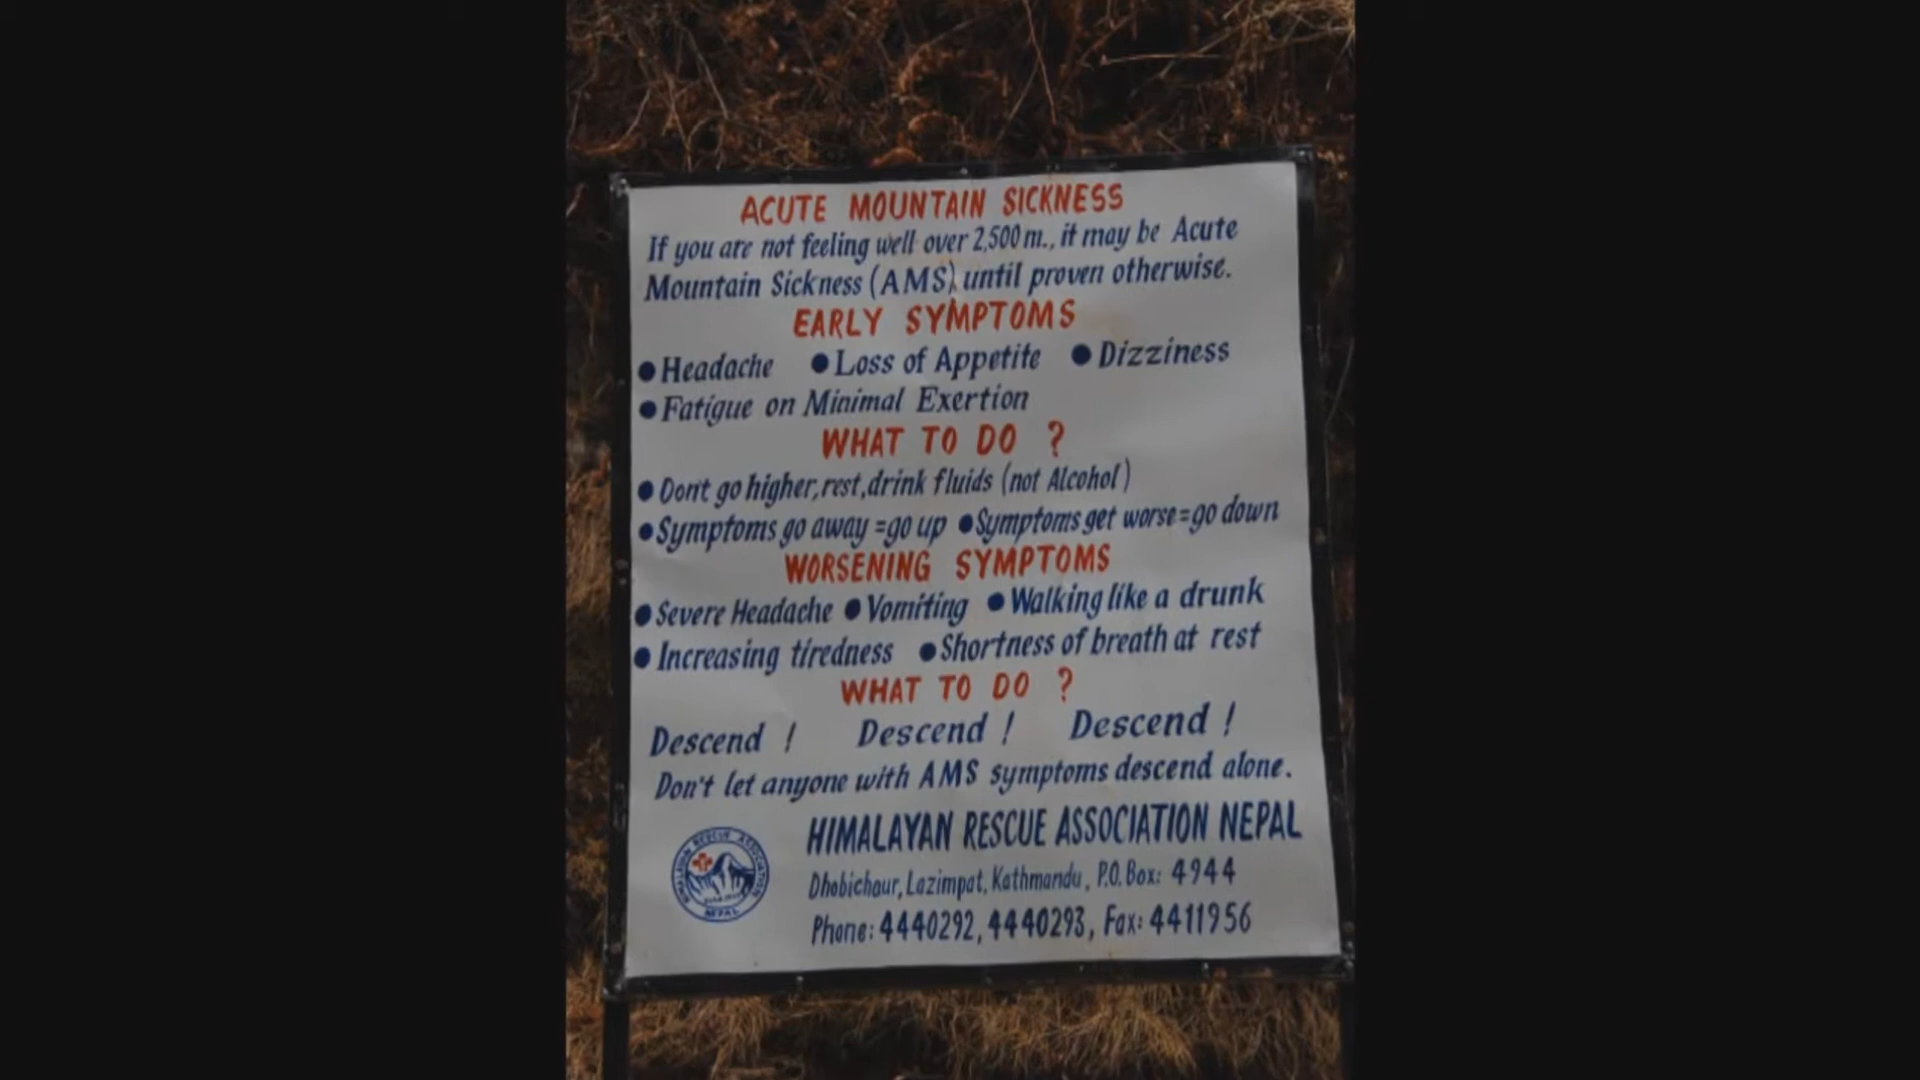 ACUTE MOUNTAIN SICKNESS
If you are not feeling well over 2,500 m., it may be Acute
Mountain Sickness (AMS) until proven otherwise.
EARLY SYMPTOMS
● Headache ● Loss of Appetite ● Dizziness
● Fatigue on Minimal Exertion
WHAT TO DO ?
● Don't go higher, rest, drink fluids (not Alcohol)
● Symptoms go away = go up ● Symptoms get worse = go down
WORSENING SYMPTOMS
● Severe Headache ● Vomiting ● Walking like a drunk
● Increasing tiredness ● Shortness of breath at rest
WHAT TO DO ?
Descend ! Descend ! Descend !
Don't let anyone with AMS symptoms descend alone.
HIMALAYAN RESCUE ASSOCIATION NEPAL
Dhobichaur, Lazimpat, Kathmandu, P.O. Box: 4944
Phone: 4440292, 4440293, Fax: 4411956
HIMALAYAN RESCUE ASSOCIATION
NEPAL